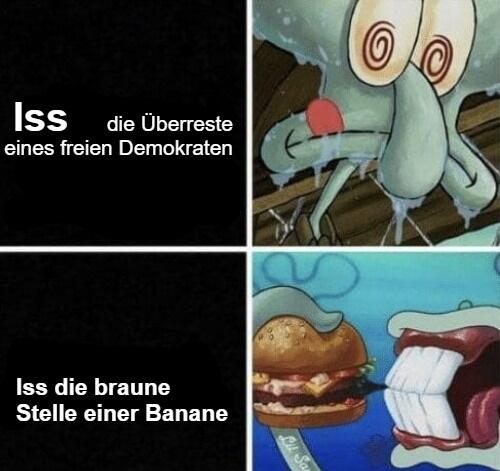 Iss die Überreste
eines freien Demokraten
Iss die braune
Stelle einer Banane